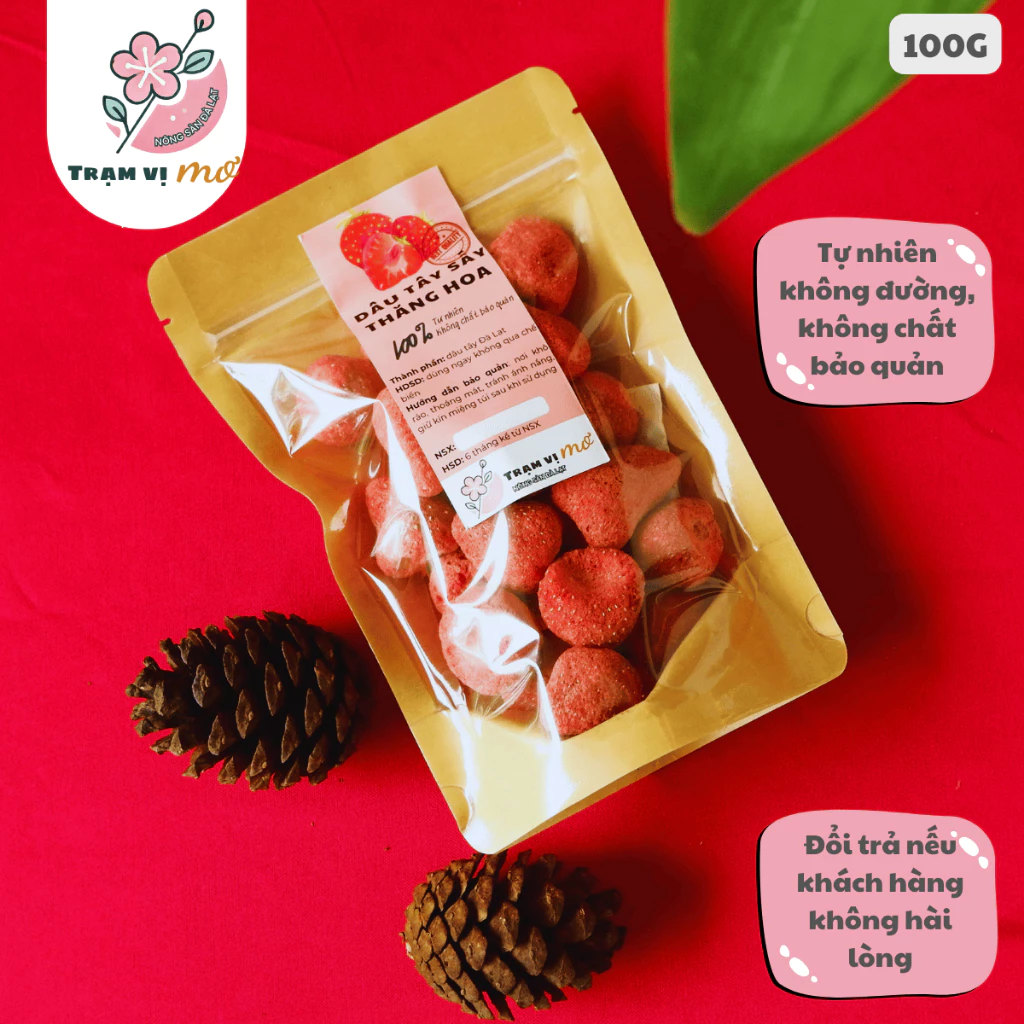 NÔNG SẢN ĐÀ LẠT
TRẠM VỊ mơ
100G
Tự nhiên
không đường,
không chất
bảo quản
QUALITY
DÂU TÂY SẤY
THĂNG HOA
100% Tự nhiên
không chất bảo quản
Thành phần: dâu tây Đà Lạt
HDSD: dùng ngay không qua chế
biến
Hướng dẫn bảo quản: nơi khô
ráo, thoáng mát, tránh ánh nắng,
giữ kín miệng túi sau khi sử dụng
NSX:
HSD: 6 tháng kể từ NSX
TRẠM VỊ mơ
NÔNG SẢN ĐÀ LẠT
Đổi trả nếu
khách hàng
không hài
lòng